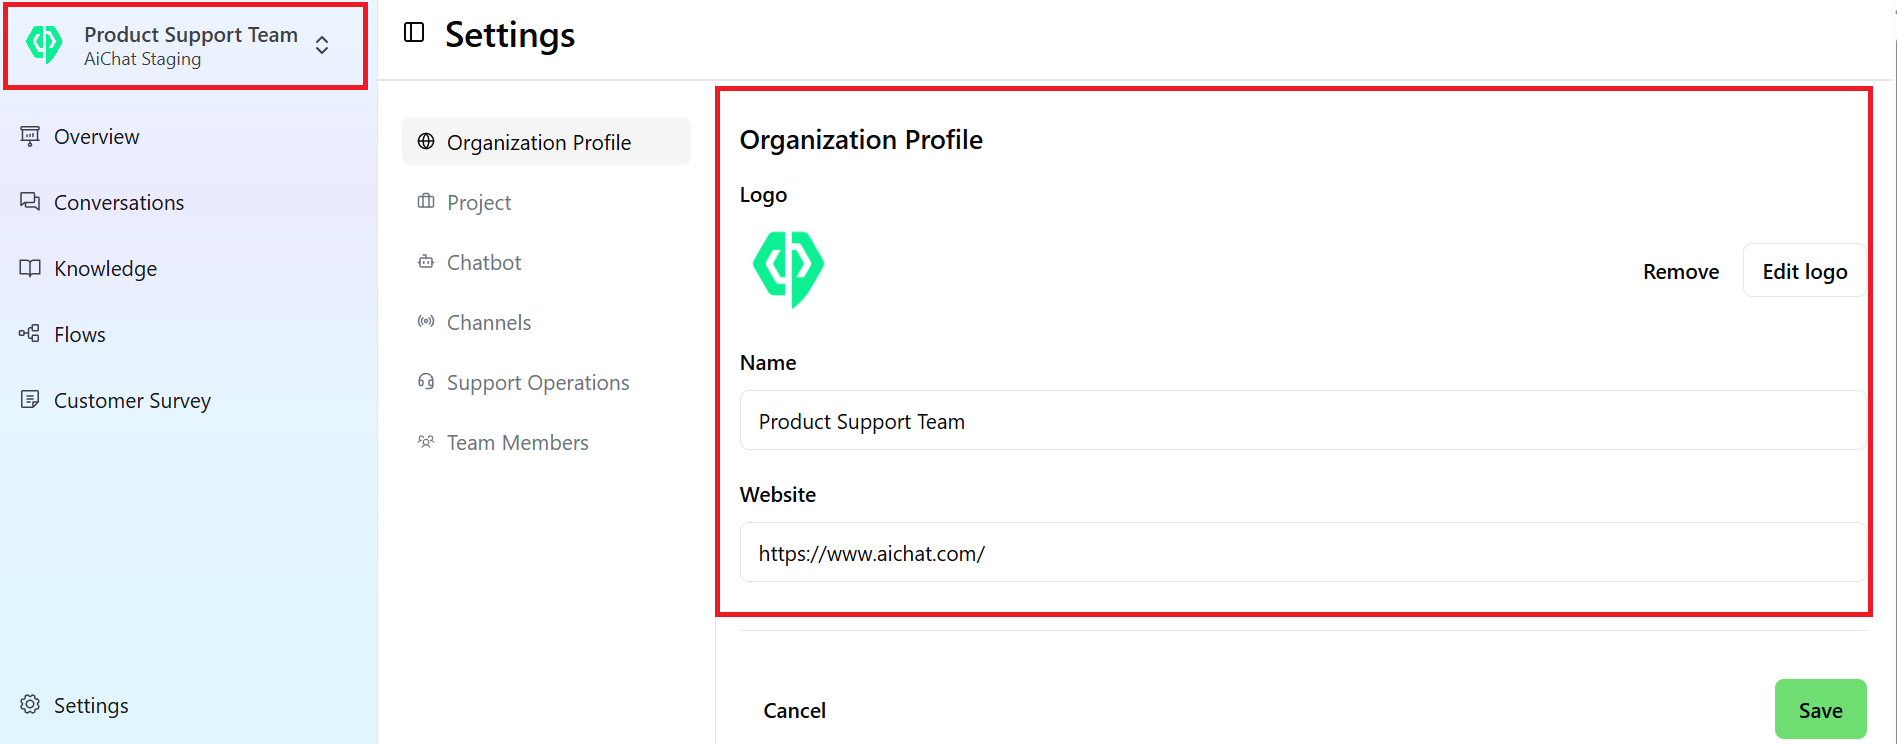 Product Support Team
AiChat Staging
Overview
Conversations
Knowledge
Flows
Customer Survey
Settings
Settings
Organization Profile
Project
Chatbot
Channels
Support Operations
Team Members
Organization Profile
Logo
Remove
Edit logo
Name
Product Support Team
Website
https://www.aichat.com/
Cancel
Save